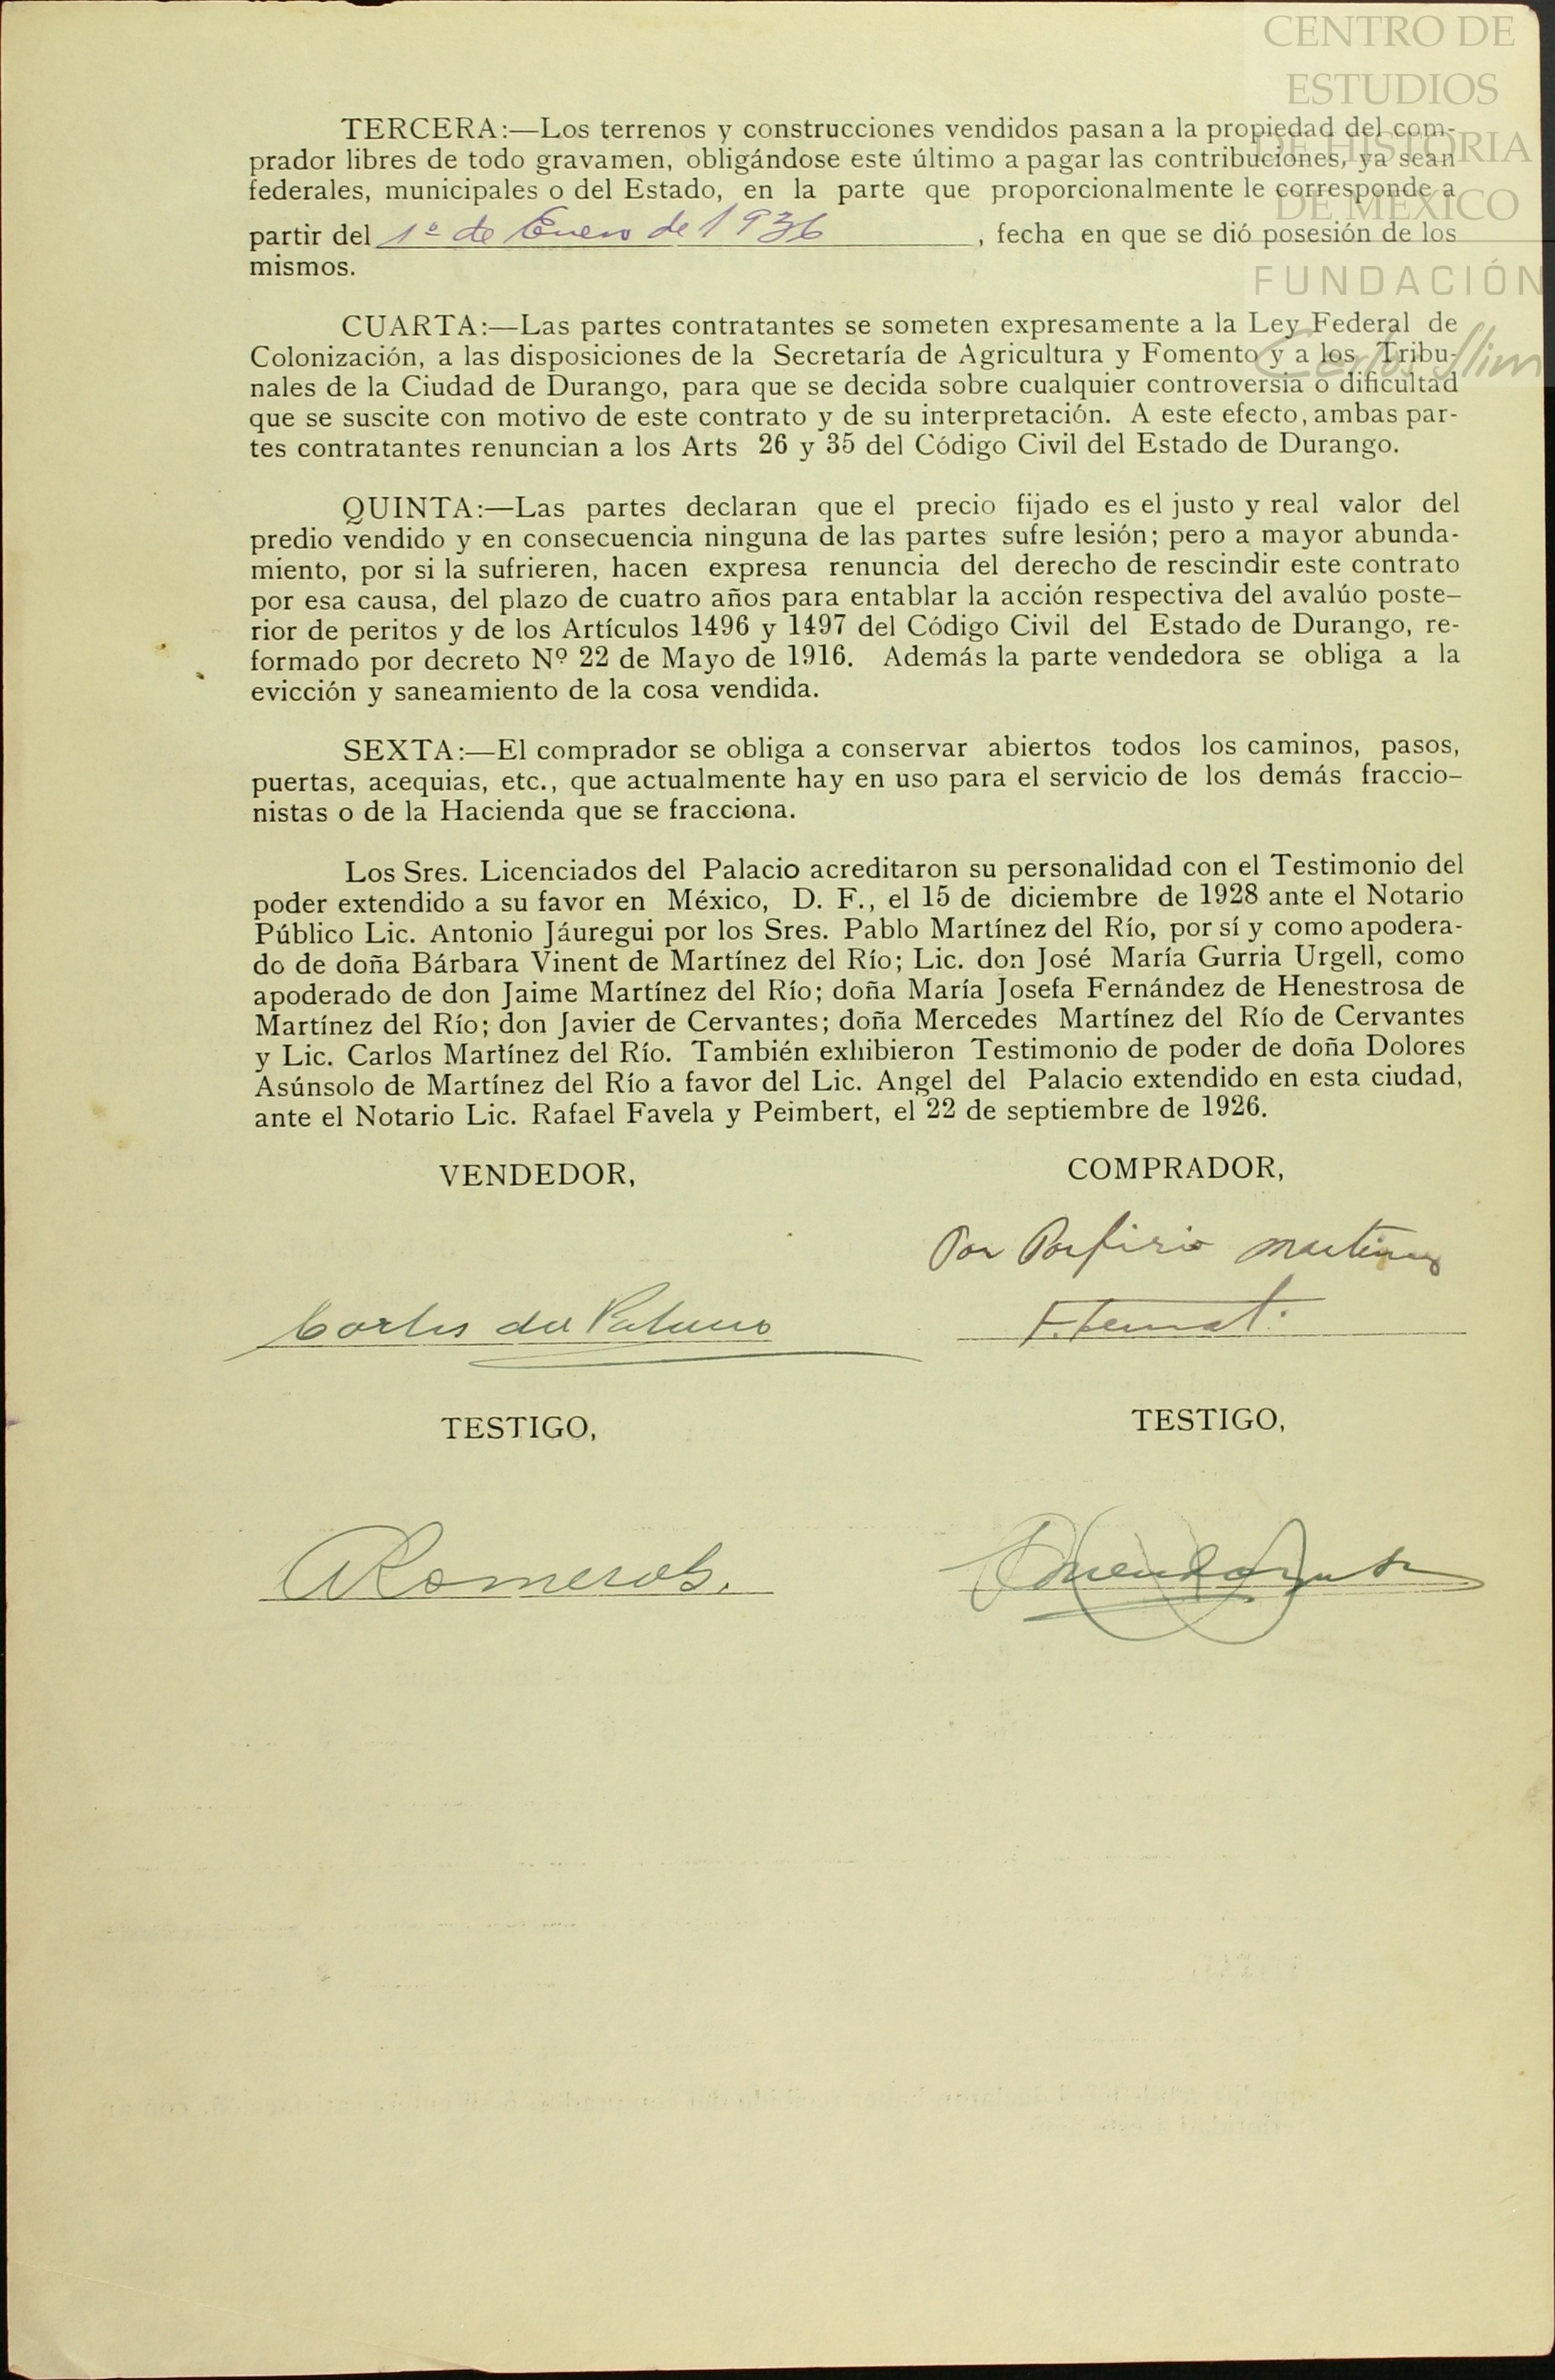 CENTRO DE
ESTUDIOS
DE HISTORIA
DE MÉXICO
FUNDACIÓN
Carlos Slim
TERCERA:—Los terrenos y construcciones vendidos pasan a la propiedad del com-
prador libres de todo gravamen, obligándose este último a pagar las contribuciones, ya sean
federales, municipales o del Estado, en la parte que proporcionalmente le corresponde a
partir del 1º de Enero de 1936, fecha en que se dió posesión de los
mismos.
CUARTA:—Las partes contratantes se someten expresamente a la Ley Federal de
Colonización, a las disposiciones de la Secretaría de Agricultura y Fomento y a los Tribu-
nales de la Ciudad de Durango, para que se decida sobre cualquier controversia o dificultad
que se suscite con motivo de este contrato y de su interpretación. A este efecto, ambas par-
tes contratantes renuncian a los Arts 26 y 35 del Código Civil del Estado de Durango.
QUINTA:—Las partes declaran que el precio fijado es el justo y real valor del
predio vendido y en consecuencia ninguna de las partes sufre lesión; pero a mayor abunda-
miento, por si la sufrieren, hacen expresa renuncia del derecho de rescindir este contrato
por esa causa, del plazo de cuatro años para entablar la acción respectiva del avalúo poste-
rior de peritos y de los Artículos 1496 y 1497 del Código Civil del Estado de Durango, re-
formado por decreto Nº 22 de Mayo de 1916. Además la parte vendedora se obliga a la
evicción y saneamiento de la cosa vendida.
SEXTA:—El comprador se obliga a conservar abiertos todos los caminos, pasos,
puertas, acequias, etc., que actualmente hay en uso para el servicio de los demás fraccio-
nistas o de la Hacienda que se fracciona.
Los Sres. Licenciados del Palacio acreditaron su personalidad con el Testimonio del
poder extendido a su favor en México, D. F., el 15 de diciembre de 1928 ante el Notario
Público Lic. Antonio Jáuregui por los Sres. Pablo Martínez del Río, por sí y como apodera-
do de doña Bárbara Vinent de Martínez del Río; Lic. don José María Gurria Urgell, como
apoderado de don Jaime Martínez del Río; doña María Josefa Fernández de Henestrosa de
Martínez del Río; don Javier de Cervantes; doña Mercedes Martínez del Río de Cervantes
y Lic. Carlos Martínez del Río. También exhibieron Testimonio de poder de doña Dolores
Asúnsolo de Martínez del Río a favor del Lic. Angel del Palacio extendido en esta ciudad,
ante el Notario Lic. Rafael Favela y Peimbert, el 22 de septiembre de 1926.
VENDEDOR,
COMPRADOR,
Por Porfirio Martinez
Carlos del Palacio
TESTIGO,
TESTIGO,